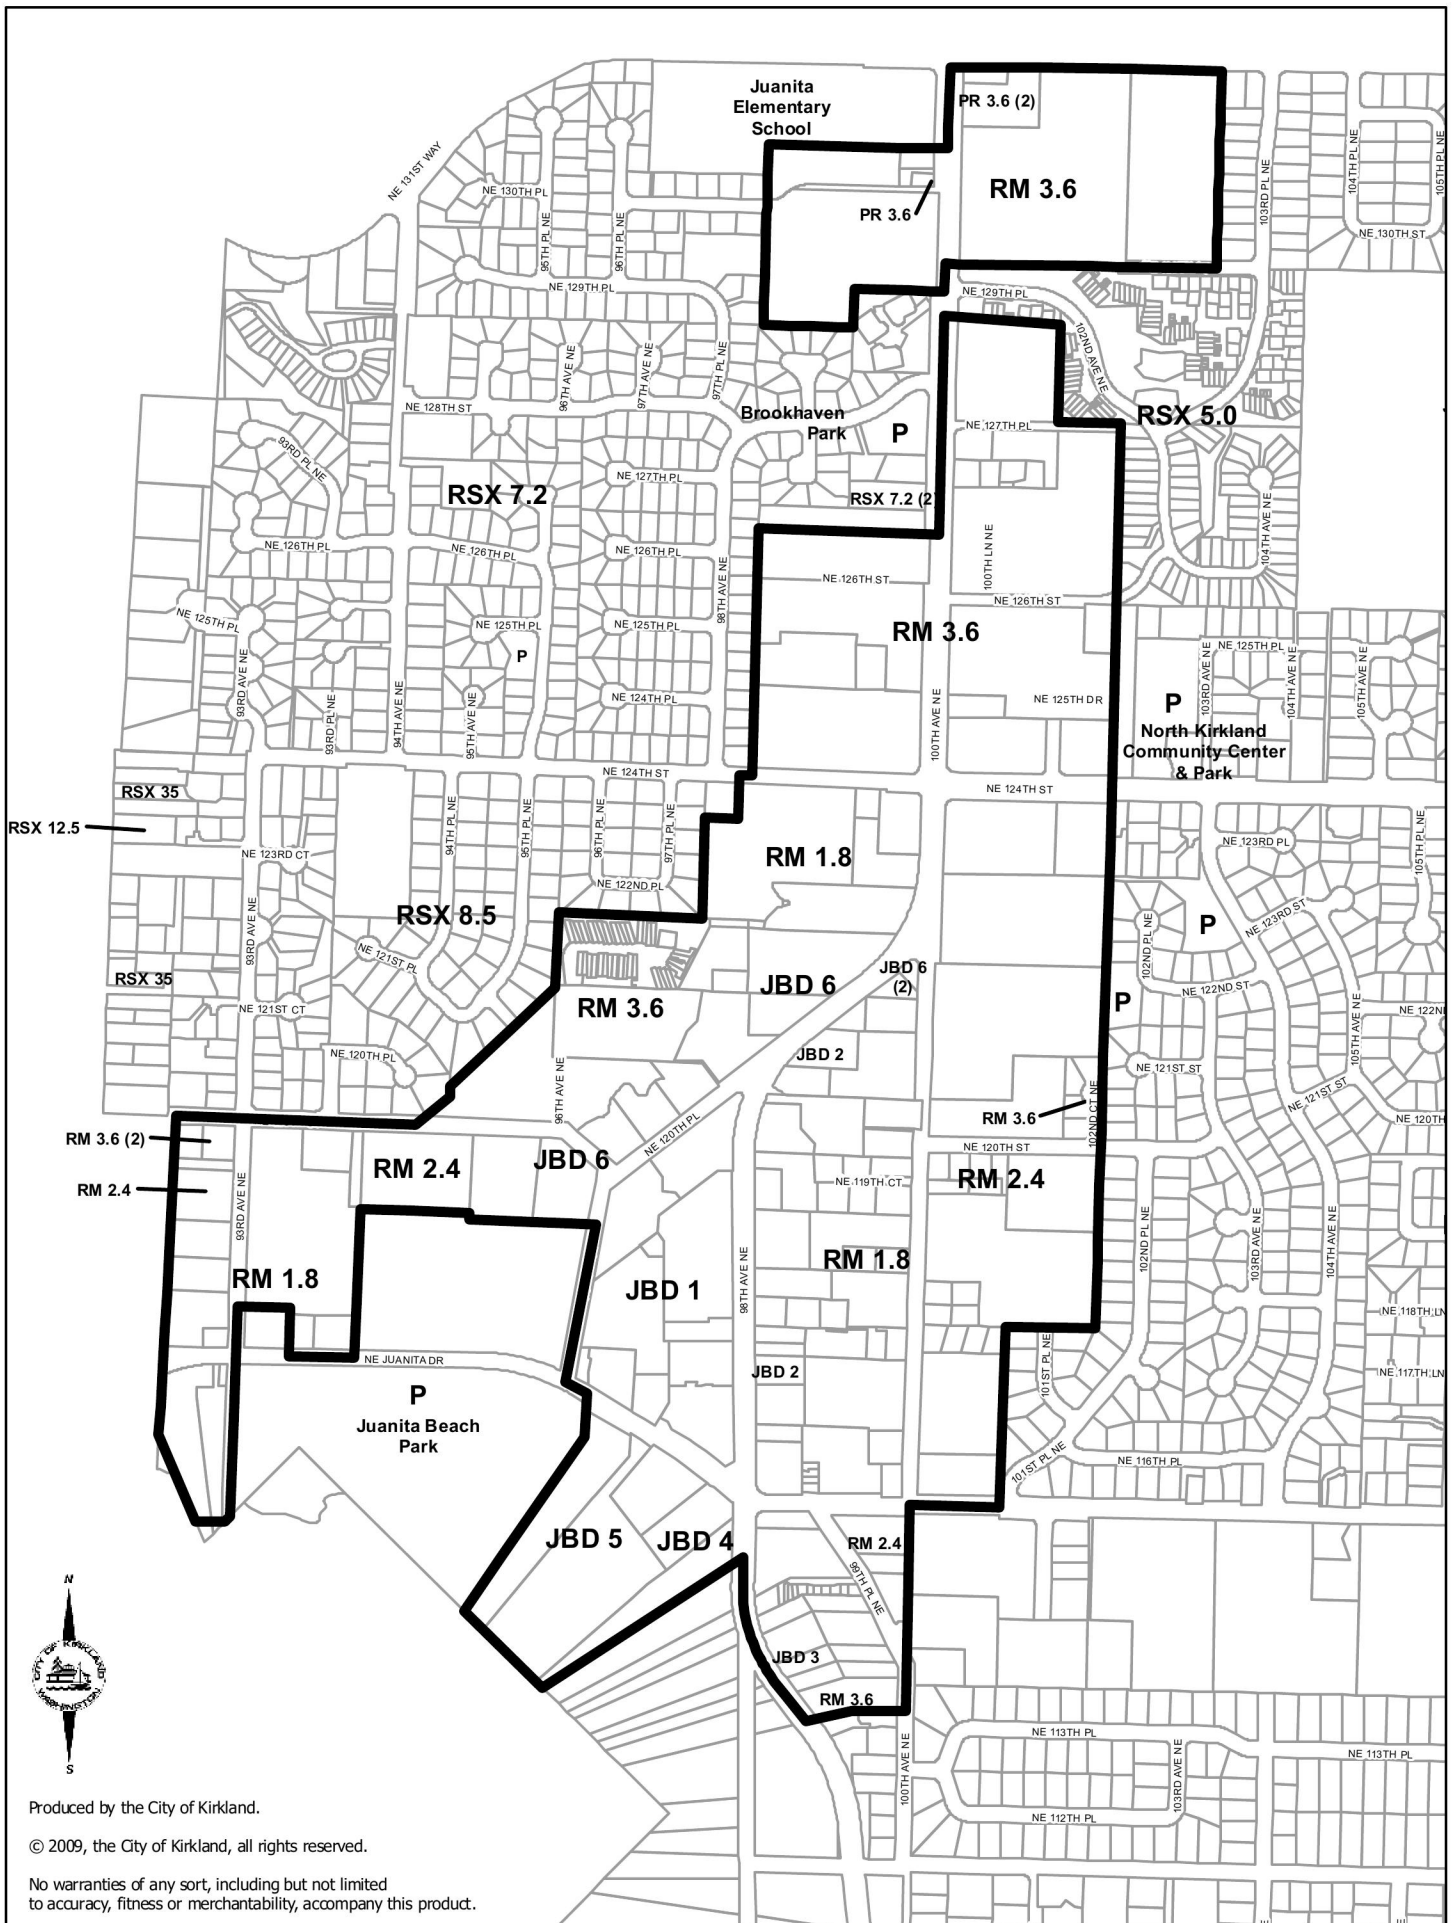 Juanita
Elementary
School
PR 3.6 (2)
RM 3.6
PR 3.6
NE 131ST WAY
NE 130TH PL
95TH PL NE
96TH PL NE
103RD PL NE
104TH PL NE
105TH PL NE
NE 130TH ST
NE 129TH PL
NE 129TH PL
102ND AVE NE
96TH AVE NE
97TH AVE NE
97TH PL NE
NE 128TH ST
Brookhaven
Park
P
RSX 5.0
NE 127TH PL
93RD PL NE
RSX 7.2
NE 127TH PL
RSX 7.2 (2)
104TH AVE NE
NE 126TH PL
NE 126TH PL
NE 126TH PL
98TH AVE NE
NE 126TH ST
100TH LN NE
NE 126TH ST
NE 125TH PL
NE 125TH PL
NE 125TH PL
P
RM 3.6
NE 125TH PL
103RD AVE NE
104TH AVE NE
105TH AVE NE
93RD AVE NE
93RD PL NE
94TH AVE NE
95TH AVE NE
NE 124TH PL
100TH AVE NE
NE 125TH DR
P
North Kirkland
Community Center
& Park
NE 124TH ST
NE 124TH ST
RSX 35
RSX 12.5
94TH PL NE
95TH PL NE
96TH PL NE
97TH PL NE
NE 123RD CT
NE 122ND PL
RM 1.8
NE 123RD PL
105TH PL NE
93RD AVE NE
RSX 8.5
NE 121ST PL
NE 123RD ST
P
102ND PL NE
RSX 35
NE 121ST CT
RM 3.6
JBD 6
JBD 6
(2)
P
NE 122ND ST
105TH AVE NE
NE 122N
NE 120TH PL
96TH AVE NE
JBD 2
NE 121ST ST
NE 121ST ST
RM 3.6
102ND CT NE
NE 120TH
RM 3.6 (2)
NE 120TH PL
NE 120TH ST
RM 2.4
JBD 6
RM 2.4
93RD AVE NE
NE 119TH CT
RM 2.4
102ND PL NE
103RD AVE NE
104TH AVE NE
RM 1.8
JBD 1
98TH AVE NE
RM 1.8
NE 118TH LN
NE JUANITA DR
JBD 2
101ST PL NE
NE 117TH LN
P
Juanita Beach
Park
101ST PL NE
NE 116TH PL
JBD 5
JBD 4
RM 2.4
99TH PL NE
N
CITY OF KIRKLAND
WASHINGTON
S
JBD 3
RM 3.6
100TH AVE NE
NE 113TH PL
103RD AVE NE
NE 113TH PL
NE 112TH PL
Produced by the City of Kirkland.
© 2009, the City of Kirkland, all rights reserved.
No warranties of any sort, including but not limited
to accuracy, fitness or merchantability, accompany this product.